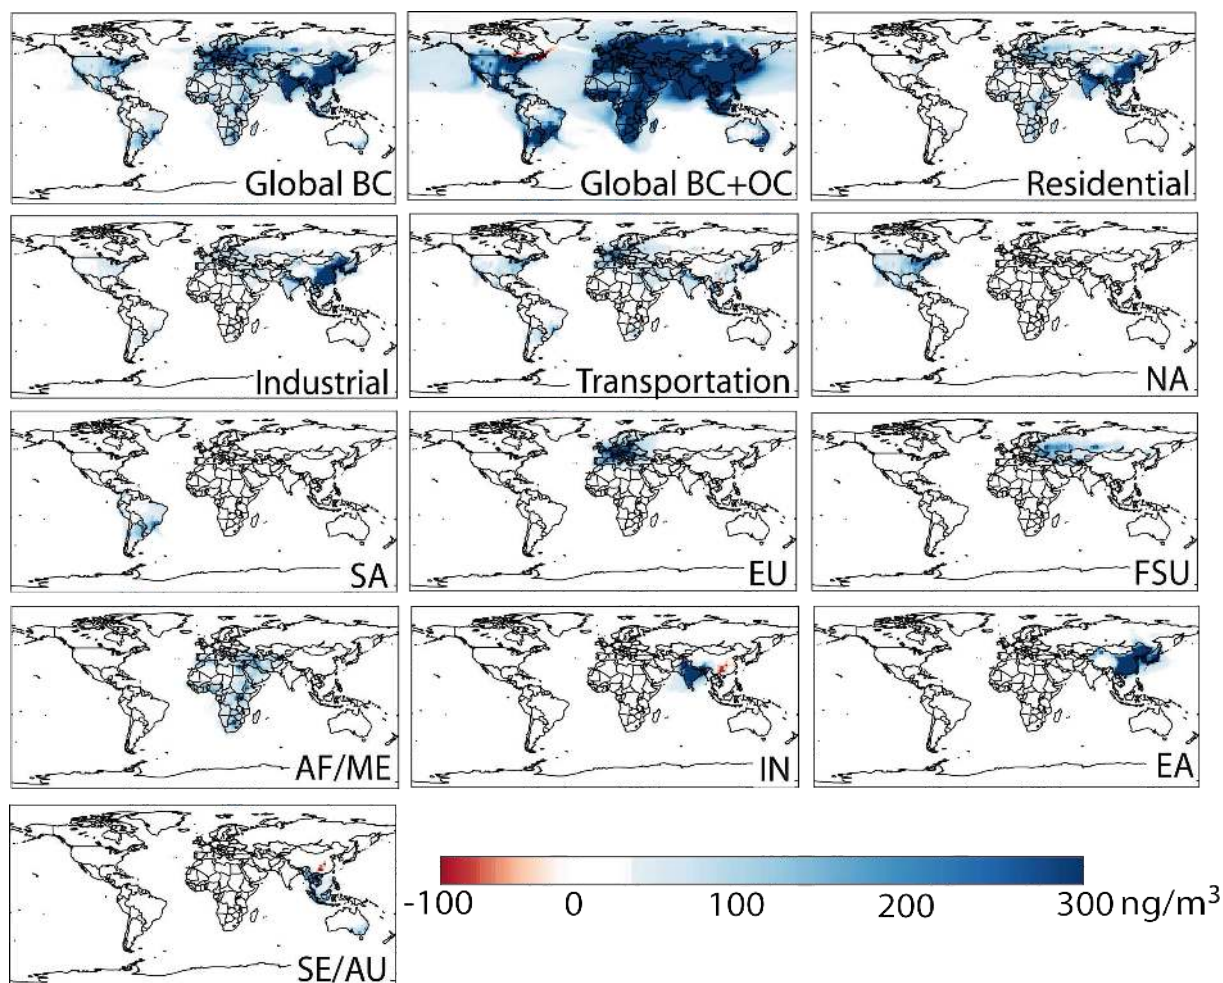 Global BC
Global BC+OC
Residential
Industrial
Transportation
NA
SA
EU
FSU
AF/ME
IN
EA
SE/AU
-100 0 100 200 300 ng/m³